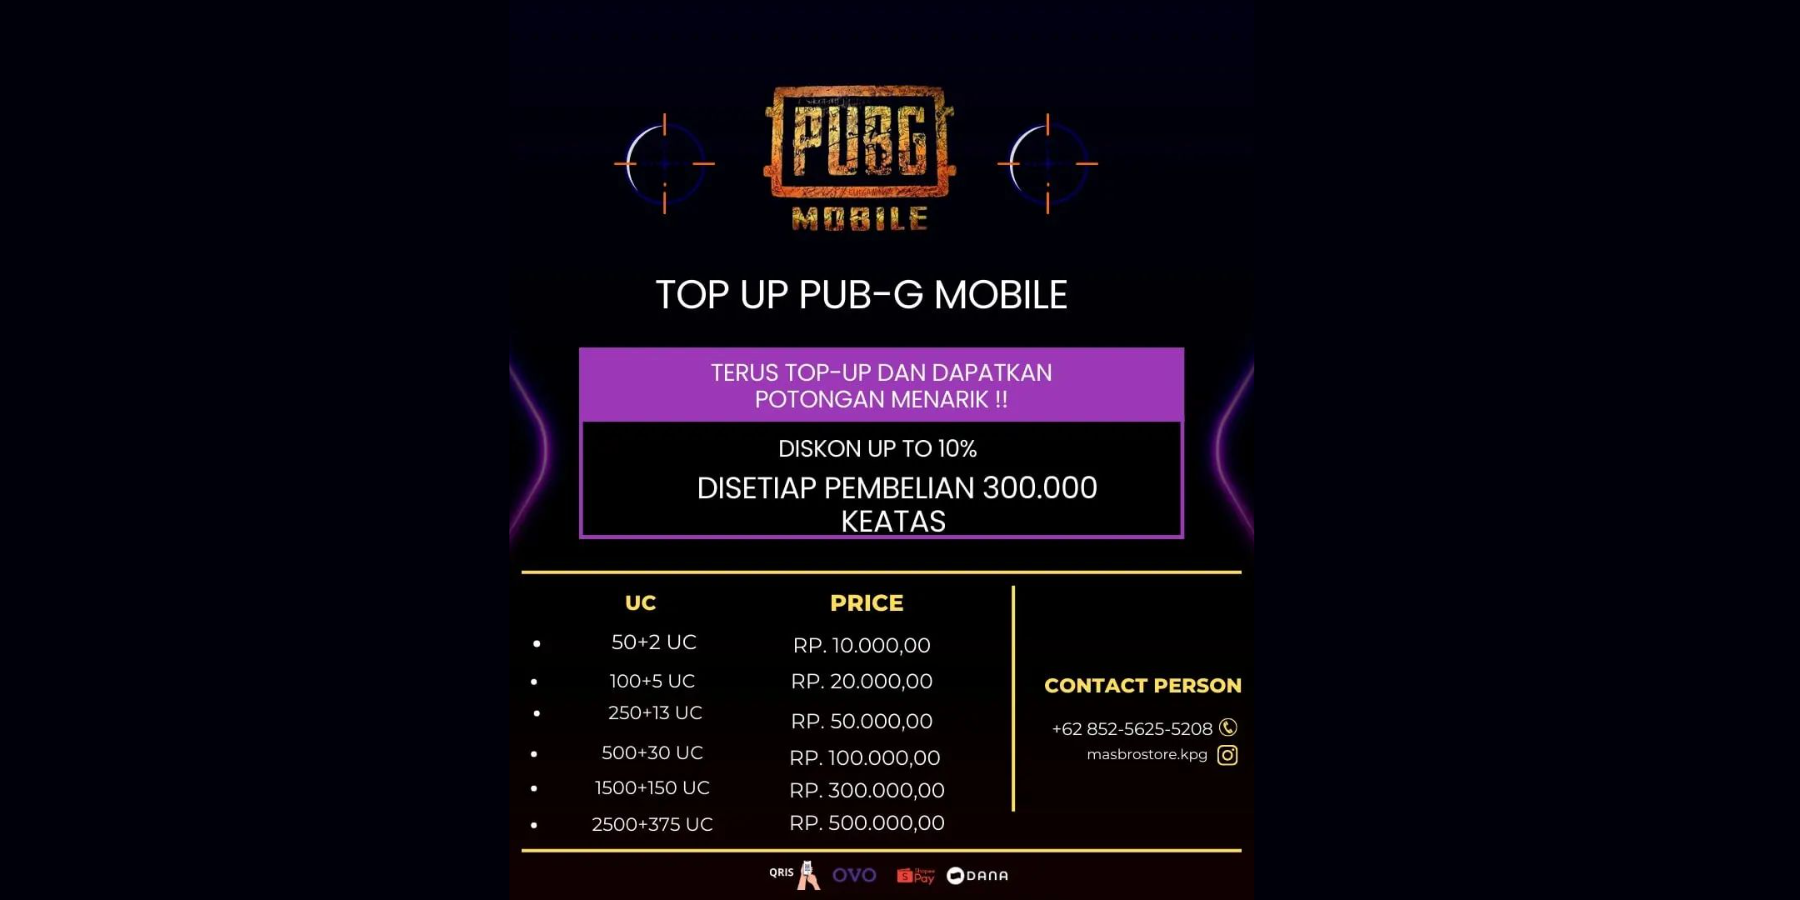 PUBG
MOBILE
TOP UP PUB-G MOBILE
TERUS TOP-UP DAN DAPATKAN
POTONGAN MENARIK !!
DISKON UP TO 10%
DISETIAP PEMBELIAN 300.000
KEATAS
UC PRICE
• 50+2 UC RP. 10.000,00
• 100+5 UC RP. 20.000,00
• 250+13 UC RP. 50.000,00
• 500+30 UC RP. 100.000,00
• 1500+150 UC RP. 300.000,00
• 2500+375 UC RP. 500.000,00
CONTACT PERSON
+62 852-5625-5208
masbrostore.kpg
QRIS OVO Shopee Pay DANA